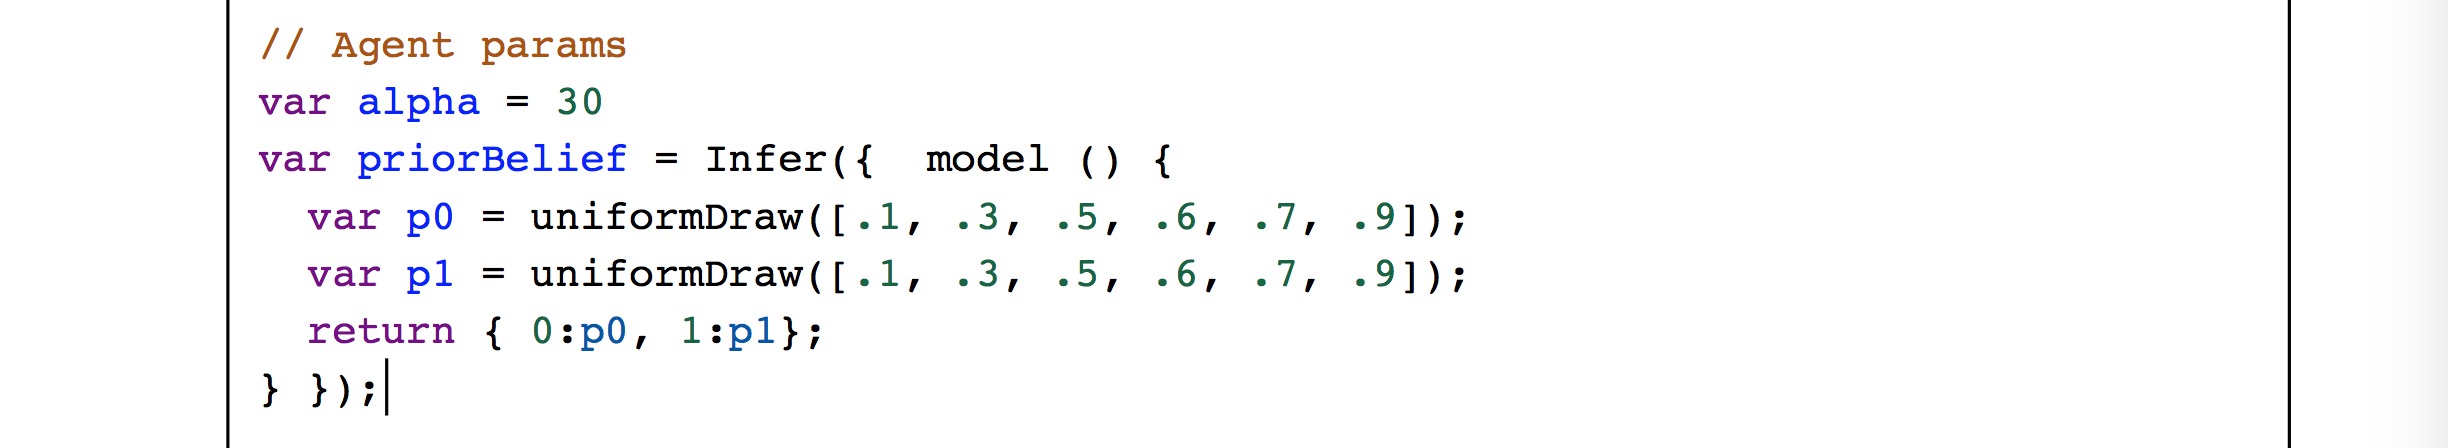 // Agent params
var alpha = 30
var priorBelief = Infer({  model () {
  var p0 = uniformDraw([.1, .3, .5, .6, .7, .9]);
  var p1 = uniformDraw([.1, .3, .5, .6, .7, .9]);
  return { 0:p0, 1:p1};
} });